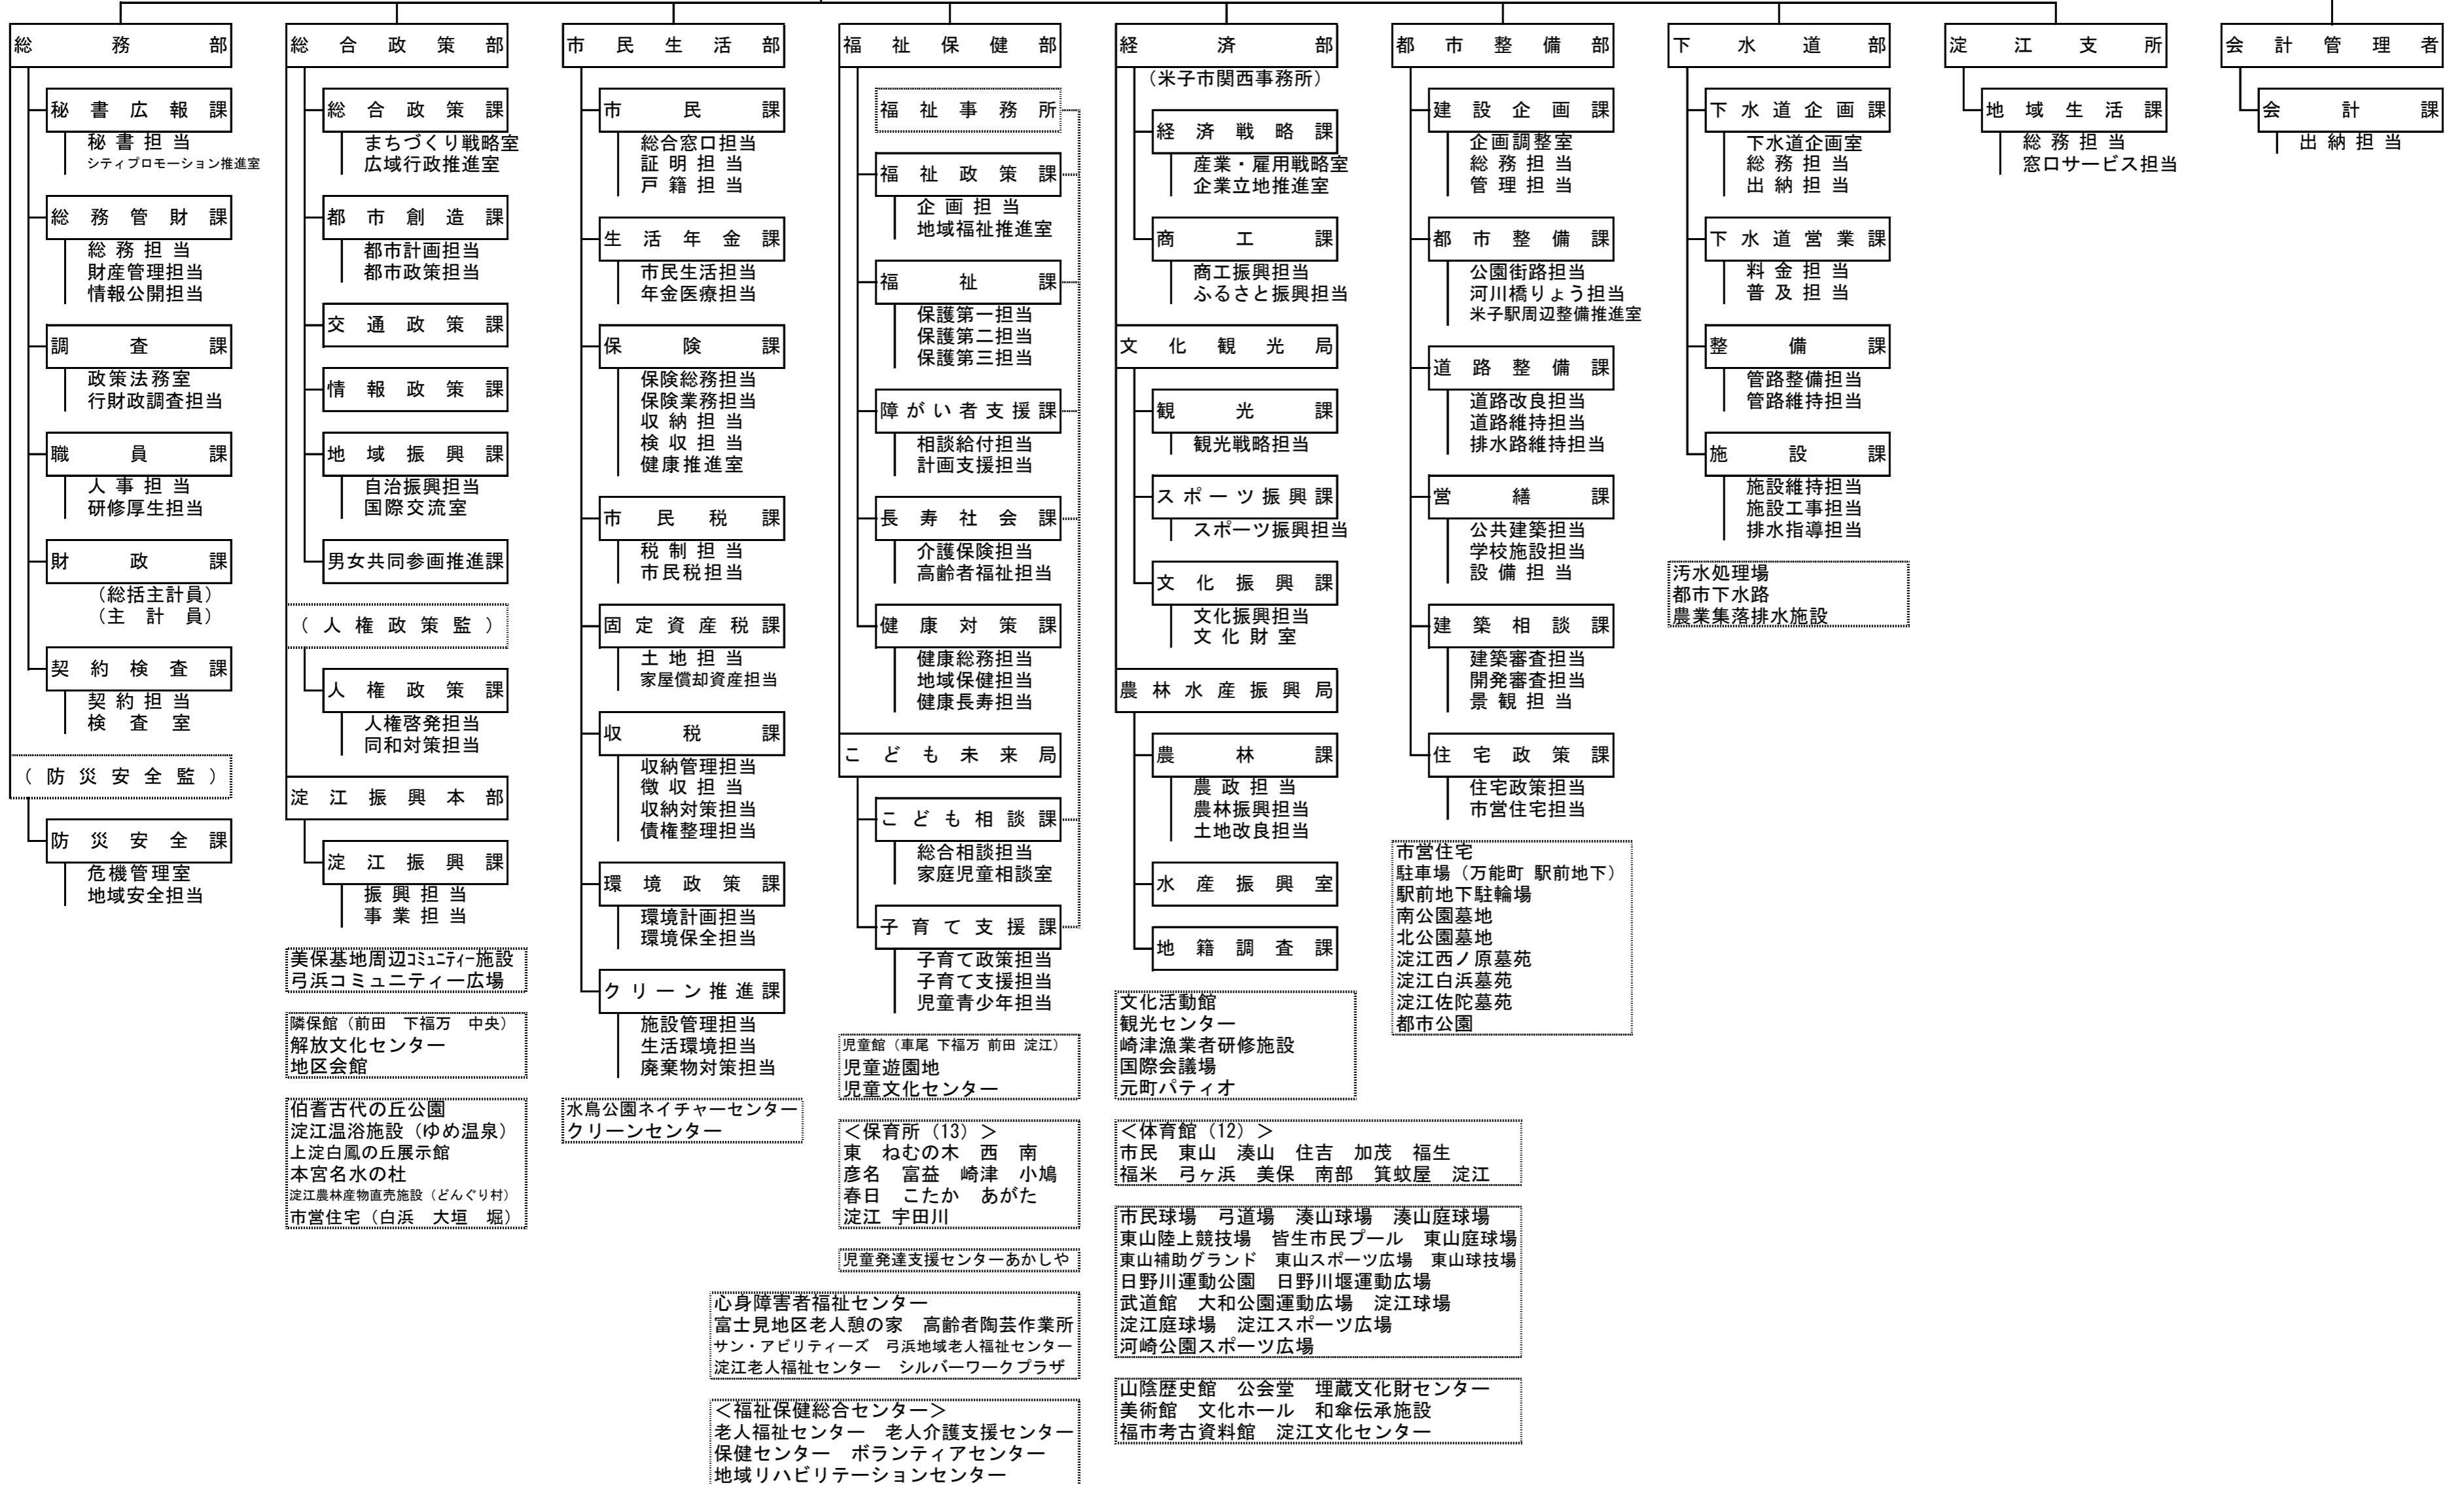 総務部
秘書広報課
秘書担当
シティプロモーション推進室
総務管財課
総務担当
財産管理担当
情報公開担当
調査課
政策法務室
行財政調査担当
職員課
人事担当
研修厚生担当
財政課
（総括主計員）
（主計員）
契約検査課
契約担当
検査室
（防災安全監）
防災安全課
危機管理室
地域安全担当
総合政策部
総合政策課
まちづくり戦略室
広域行政推進室
都市創造課
都市計画担当
都市政策担当
交通政策課
情報政策課
地域振興課
自治振興担当
国際交流室
男女共同参画推進課
（人権政策監）
人権政策課
人権啓発担当
同和対策担当
淀江振興本部
淀江振興課
振興担当
事業担当
美保基地周辺ｺﾐｭﾆﾃｨｰ施設
弓浜コミュニティー広場
隣保館（前田　下福万　中央）
解放文化センター
地区会館
伯耆古代の丘公園
淀江温浴施設（ゆめ温泉）
上淀白鳳の丘展示館
本宮名水の杜
淀江農林産物直売施設（どんぐり村）
市営住宅（白浜　大垣　堀）
市民生活部
市民課
総合窓口担当
証明担当
戸籍担当
生活年金課
市民生活担当
年金医療担当
保険課
保険総務担当
保険業務担当
収納担当
検収担当
健康推進室
市民税課
税制担当
市民税担当
固定資産税課
土地担当
家屋償却資産担当
収税課
収納管理担当
徴収担当
収納対策担当
債権整理担当
環境政策課
環境計画担当
環境保全担当
クリーン推進課
施設管理担当
生活環境担当
廃棄物対策担当
水鳥公園ネイチャーセンター
クリーンセンター
福祉保健部
福祉事務所
福祉政策課
企画担当
地域福祉推進室
福祉課
保護第一担当
保護第二担当
保護第三担当
障がい者支援課
相談給付担当
計画支援担当
長寿社会課
介護保険担当
高齢者福祉担当
健康対策課
健康総務担当
地域保健担当
健康長寿担当
こども未来局
こども相談課
総合相談担当
家庭児童相談室
子育て支援課
子育て政策担当
子育て支援担当
児童青少年担当
児童館（車尾 下福万 前田 淀江）
児童遊園地
児童文化センター
＜保育所（13）＞
東　ねむの木　西　南
彦名　富益　崎津　小鳩
春日　こたか　あがた
淀江 宇田川
児童発達支援センターあかしや
心身障害者福祉センター
富士見地区老人憩の家　高齢者陶芸作業所
サン・アビリティーズ　弓浜地域老人福祉センター
淀江老人福祉センター　シルバーワークプラザ
＜福祉保健総合センター＞
老人福祉センター　老人介護支援センター
保健センター　ボランティアセンター
地域リハビリテーションセンター
経済部
（米子市関西事務所）
経済戦略課
産業・雇用戦略室
企業立地推進室
商工課
商工振興担当
ふるさと振興担当
文化観光局
観光課
観光戦略担当
スポーツ振興課
スポーツ振興担当
文化振興課
文化振興担当
文化財室
農林水産振興局
農林課
農政担当
農林振興担当
土地改良担当
水産振興室
地籍調査課
文化活動館
観光センター
崎津漁業者研修施設
国際会議場
元町パティオ
＜体育館（12）＞
市民　東山　湊山　住吉　加茂　福生
福米　弓ヶ浜　美保　南部　箕蚊屋　淀江
市民球場　弓道場　湊山球場　湊山庭球場
東山陸上競技場　皆生市民プール　東山庭球場
東山補助グランド　東山スポーツ広場　東山球技場
日野川運動公園　日野川堰運動広場
武道館　大和公園運動広場　淀江球場
淀江庭球場　淀江スポーツ広場
河崎公園スポーツ広場
山陰歴史館　公会堂　埋蔵文化財センター
美術館　文化ホール　和傘伝承施設
福市考古資料館　淀江文化センター
都市整備部
建設企画課
企画調整室
総務担当
管理担当
都市整備課
公園街路担当
河川橋りょう担当
米子駅周辺整備推進室
道路整備課
道路改良担当
道路維持担当
排水路維持担当
営繕課
公共建築担当
学校施設担当
設備担当
建築相談課
建築審査担当
開発審査担当
景観担当
住宅政策課
住宅政策担当
市営住宅担当
市営住宅
駐車場（万能町 駅前地下）
駅前地下駐輪場
南公園墓地
北公園墓地
淀江西ノ原墓苑
淀江白浜墓苑
淀江佐陀墓苑
都市公園
下水道部
下水道企画課
下水道企画室
総務担当
出納担当
下水道営業課
料金担当
普及担当
整備課
管路整備担当
管路維持担当
施設課
施設維持担当
施設工事担当
排水指導担当
汚水処理場
都市下水路
農業集落排水施設
淀江支所
地域生活課
総務担当
窓口サービス担当
会計管理者
会計課
出納担当